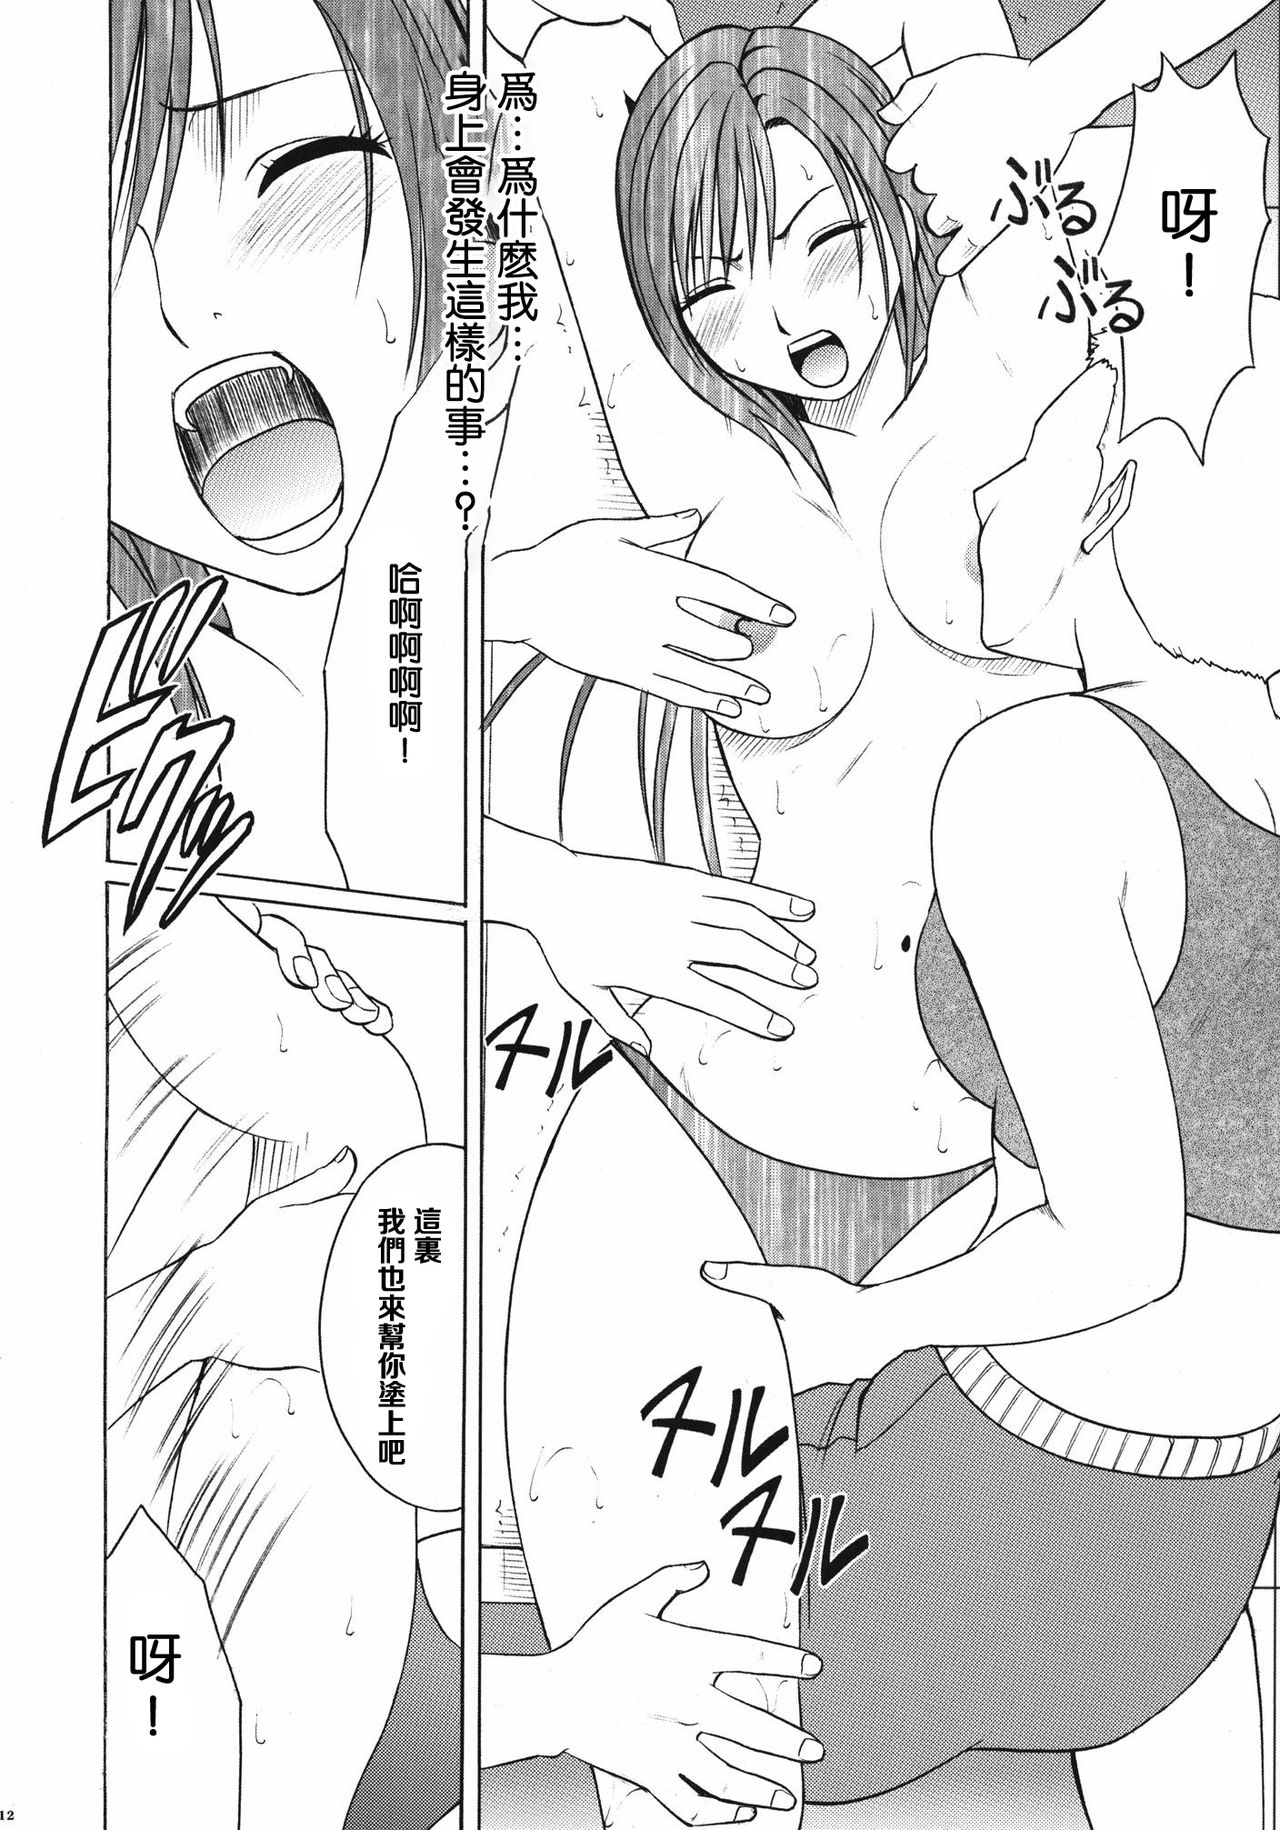 呀！
ぶる
ぶる
爲…爲什麽我…
身上會發生這樣的事…？
哈啊啊啊啊！
ビクッ
ヌル
ヌル
ヌル
這裏
我們也來幫你塗上吧
呀！
12